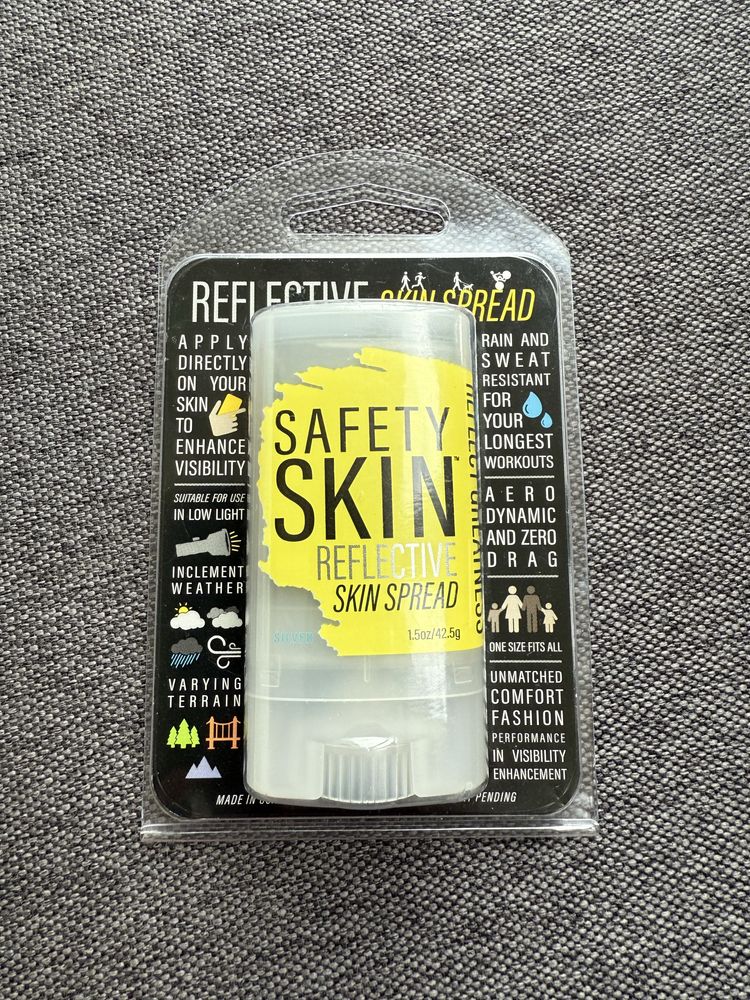 REFLECTIVE SKIN SPREAD
APPLY
DIRECTLY
ON YOUR
SKIN
TO
ENHANCE
VISIBILITY
SUITABLE FOR USE
IN LOW LIGHT
INCLEMENT
WEATHER
VARYING
TERRAIN
MADE IN
SAFETY
SKIN™
REFLECTIVE
SKIN SPREAD
SILVER
1.5oz/42.5g
REFLECT GREATNESS
RAIN AND
SWEAT
RESISTANT
FOR
YOUR
LONGEST
WORKOUTS
AERO
DYNAMIC
AND ZERO
DRAG
ONE SIZE FITS ALL
UNMATCHED
COMFORT
FASHION
PERFORMANCE
IN VISIBILITY
ENHANCEMENT
PENDING